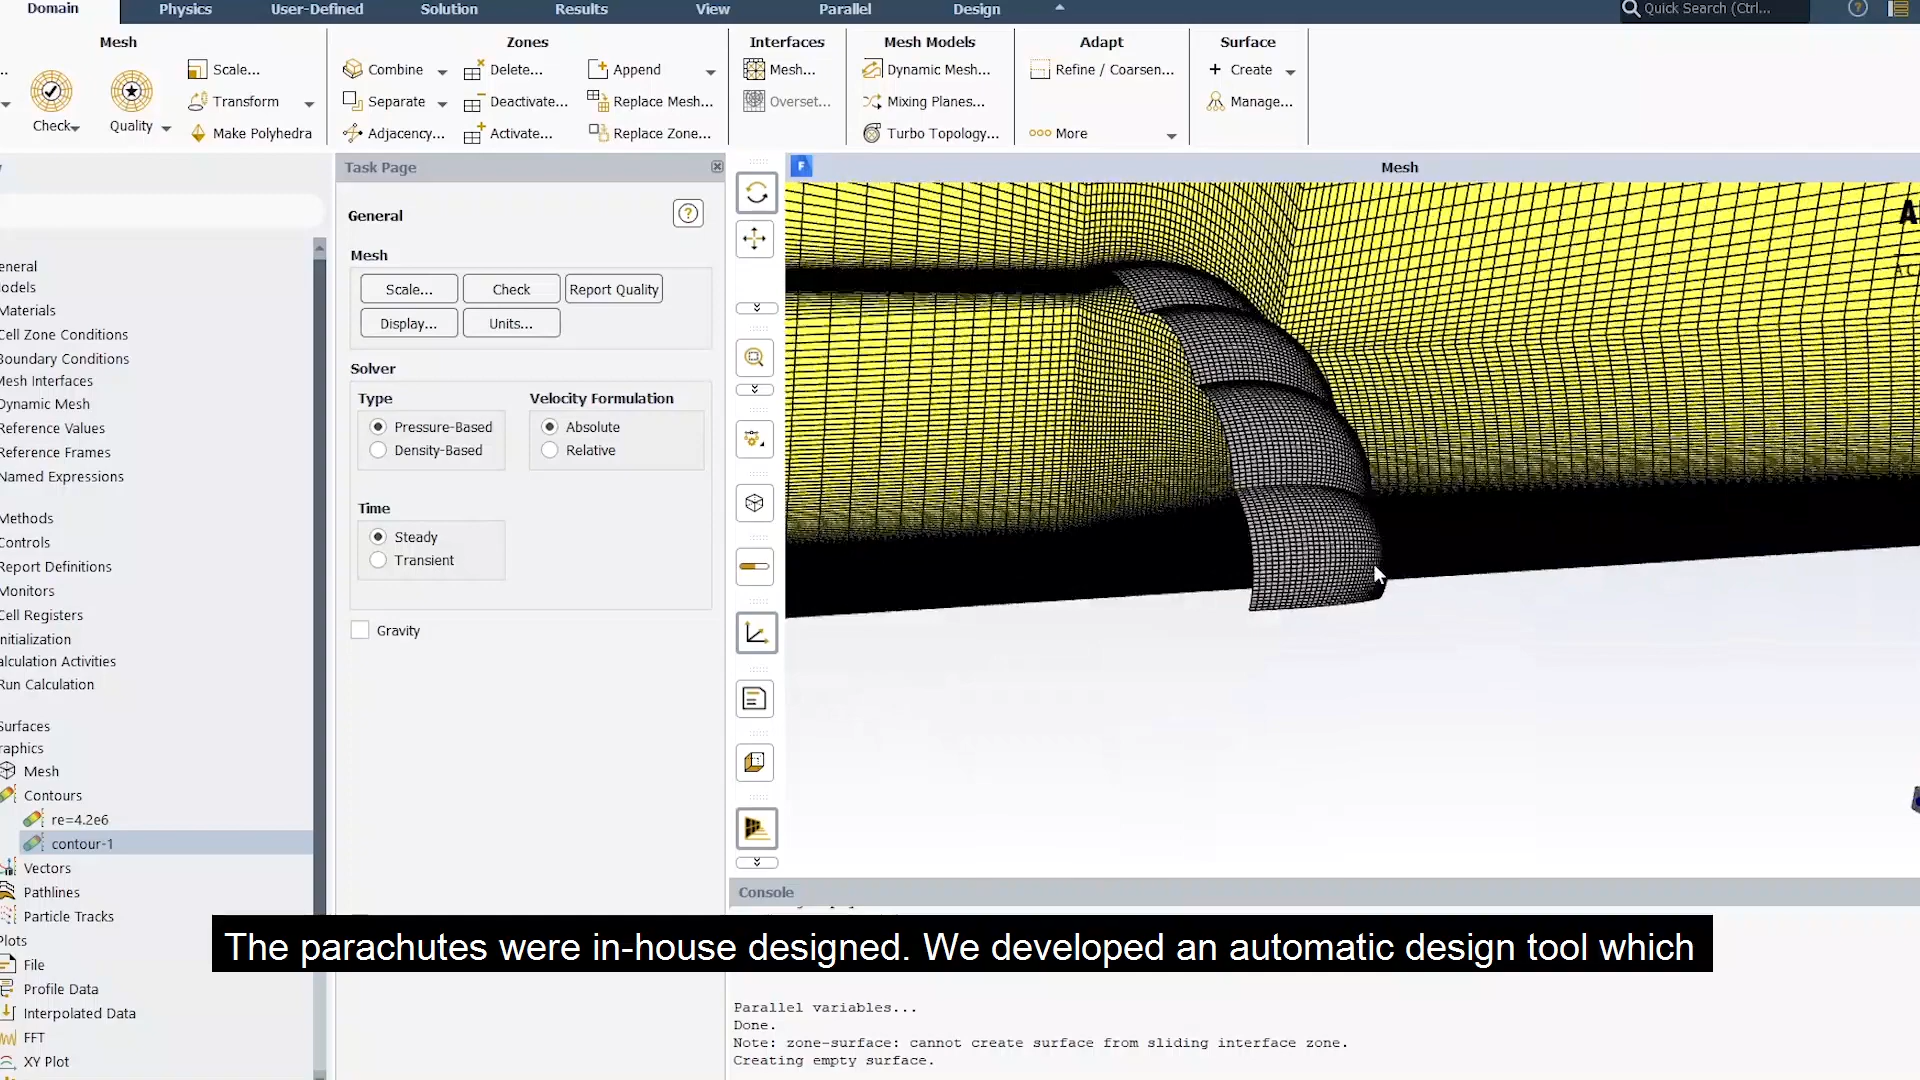 Domain
Physics
User-Defined
Solution
Results
View
Parallel
Design
Quick Search (Ctrl...
Mesh
Zones
Interfaces
Mesh Models
Adapt
Surface
Check
Quality
Scale...
Transform
Make Polyhedra
Combine
Separate
Adjacency...
Delete...
Deactivate...
Activate...
Append
Replace Mesh...
Replace Zone...
Mesh...
Overset...
Dynamic Mesh...
Mixing Planes...
Turbo Topology...
Refine / Coarsen...
More
Create
Manage...
eneral
odels
Materials
Cell Zone Conditions
Boundary Conditions
Mesh Interfaces
Dynamic Mesh
Reference Values
Reference Frames
Named Expressions
Methods
Controls
Report Definitions
Monitors
Cell Registers
nitialization
alculation Activities
Run Calculation
Surfaces
raphics
Mesh
Contours
re=4.2e6
contour-1
Vectors
Pathlines
Particle Tracks
Plots
File
Profile Data
Interpolated Data
FFT
XY Plot
Task Page
General
?
Mesh
Scale...
Check
Report Quality
Display...
Units...
Solver
Type
Velocity Formulation
Pressure-Based
Absolute
Density-Based
Relative
Time
Steady
Transient
Gravity
F
Mesh
A
AC
Console
The parachutes were in-house designed. We developed an automatic design tool which
Parallel variables...
Done.
Note: zone-surface: cannot create surface from sliding interface zone.
Creating empty surface.